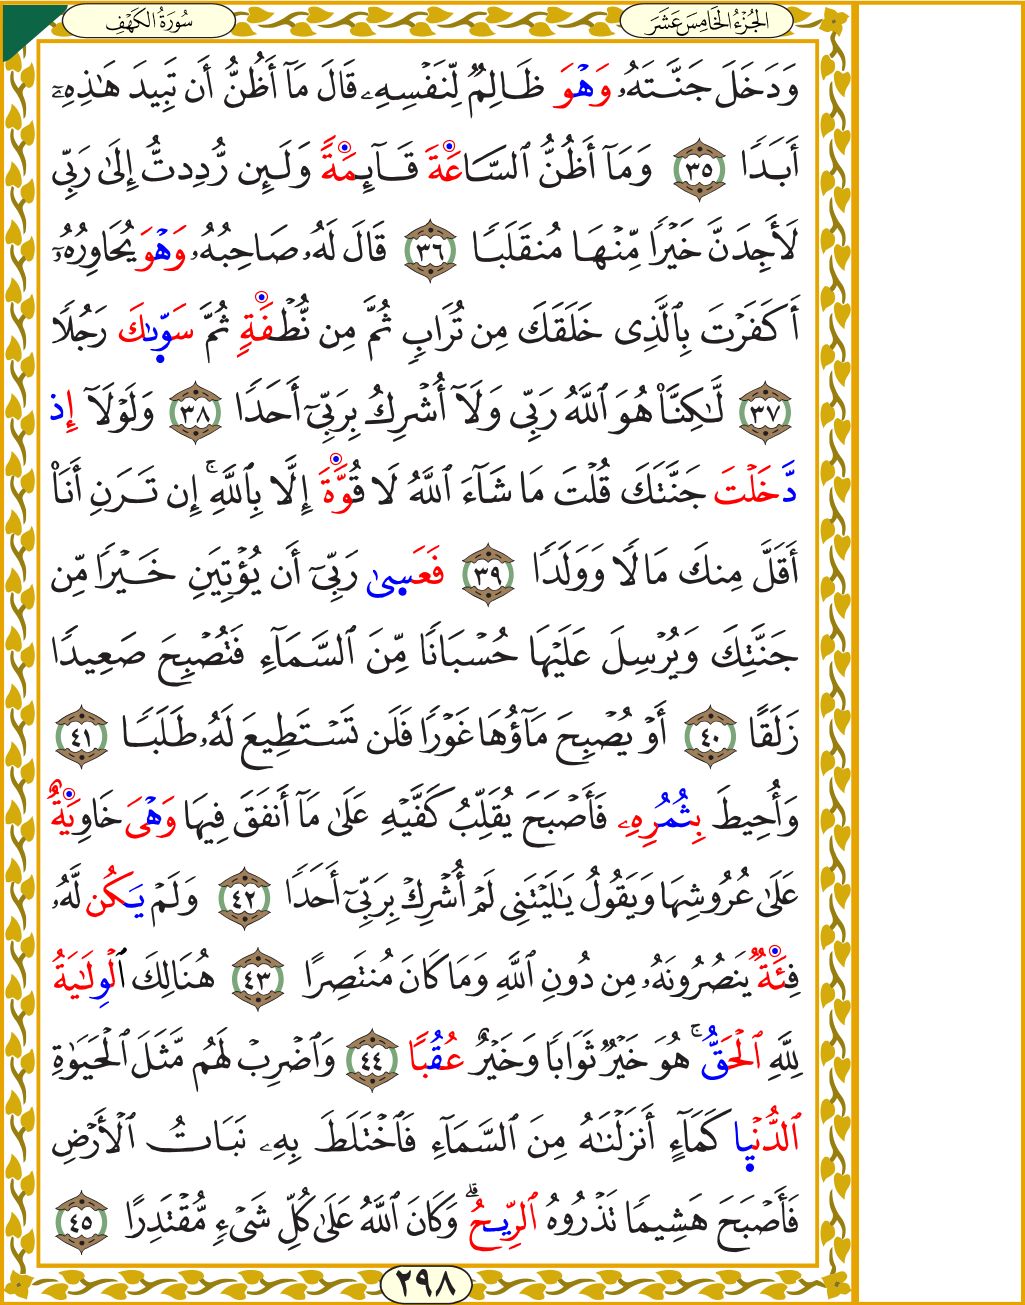 الجُزْءُ الخَامِسَ عَشَرَ
سُورَةُ الكَهْفِ
وَدَخَلَ جَنَّتَهُۥ وَهْوَ ظَالِمٌ لِّنَفْسِهِۦ قَالَ مَآ أَظُنُّ أَن تَبِيدَ هَٰذِهِۦٓ
أَبَدًا ٣٥ وَمَآ أَظُنُّ ٱلسَّاعَةَ قَآئِمَةً وَلَئِن رُّدِدتُّ إِلَىٰ رَبِّى
لَأَجِدَنَّ خَيْرًا مِّنْهَا مُنقَلَبًا ٣٦ قَالَ لَهُۥ صَاحِبُهُۥ وَهْوَ يُحَاوِرُهُۥٓ
أَكَفَرْتَ بِٱلَّذِى خَلَقَكَ مِن تُرَابٍ ثُمَّ مِن نُّطْفَةٍ ثُمَّ سَوَّىٰكَ رَجُلًا
٣٧ لَّٰكِنَّا۠ هُوَ ٱللَّهُ رَبِّى وَلَآ أُشْرِكُ بِرَبِّىٓ أَحَدًا ٣٨ وَلَوْلَآ إِذ
دَّخَلْتَ جَنَّتَكَ قُلْتَ مَا شَآءَ ٱللَّهُ لَا قُوَّةَ إِلَّا بِٱللَّهِ ۚ إِن تَرَنِ أَنَا۠
أَقَلَّ مِنكَ مَالًا وَوَلَدًا ٣٩ فَعَسِىٰ رَبِّىٓ أَن يُؤْتِيَنِ خَيْرًا مِّن
جَنَّتِكَ وَيُرْسِلَ عَلَيْهَا حُسْبَانًا مِّنَ ٱلسَّمَآءِ فَتُصْبِحَ صَعِيدًا
زَلَقًا ٤٠ أَوْ يُصْبِحَ مَآؤُهَا غَوْرًا فَلَن تَسْتَطِيعَ لَهُۥ طَلَبًا ٤١
وَأُحِيطَ بِثُمُرِهِۦ فَأَصْبَحَ يُقَلِّبُ كَفَّيْهِ عَلَىٰ مَآ أَنفَقَ فِيهَا وَهْىَ خَاوِيَةٌ
عَلَىٰ عُرُوشِهَا وَيَقُولُ يَٰلَيْتَنِى لَمْ أُشْرِكْ بِرَبِّىٓ أَحَدًا ٤٢ وَلَمْ يَكُن لَّهُۥ
فِئَةٌ يَنصُرُونَهُۥ مِن دُونِ ٱللَّهِ وَمَا كَانَ مُنتَصِرًا ٤٣ هُنَالِكَ ٱلْوِلَٰيَةُ
لِلَّهِ ٱلْحَقُّ ۚ هُوَ خَيْرٌ ثَوَابًا وَخَيْرٌ عُقُبًا ٤٤ وَٱضْرِبْ لَهُم مَّثَلَ ٱلْحَيَوٰةِ
ٱلدُّنْيِا كَمَآءٍ أَنزَلْنَٰهُ مِنَ ٱلسَّمَآءِ فَٱخْتَلَطَ بِهِۦ نَبَاتُ ٱلْأَرْضِ
فَأَصْبَحَ هَشِيمًا تَذْرُوهُ ٱلرِّيحُ ۗ وَكَانَ ٱللَّهُ عَلَىٰ كُلِّ شَىْءٍ مُّقْتَدِرًا ٤٥
٢٩٨